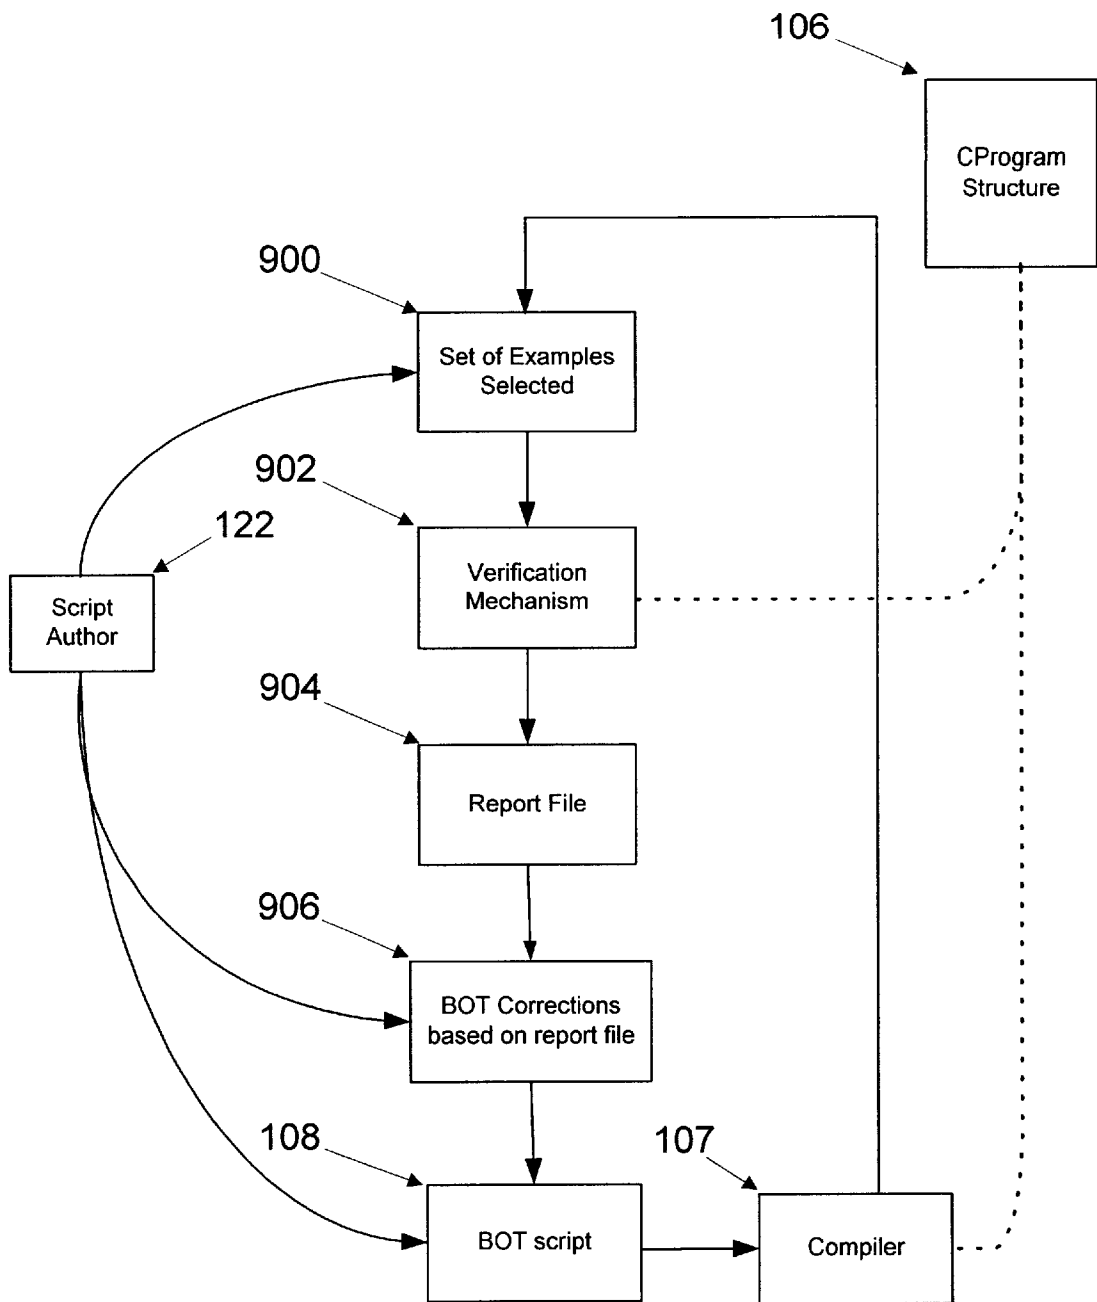 106
CProgram
Structure
900
Set of Examples
Selected
902
122
Verification
Mechanism
Script
Author
904
Report File
906
BOT Corrections
based on report file
108
107
BOT script
Compiler